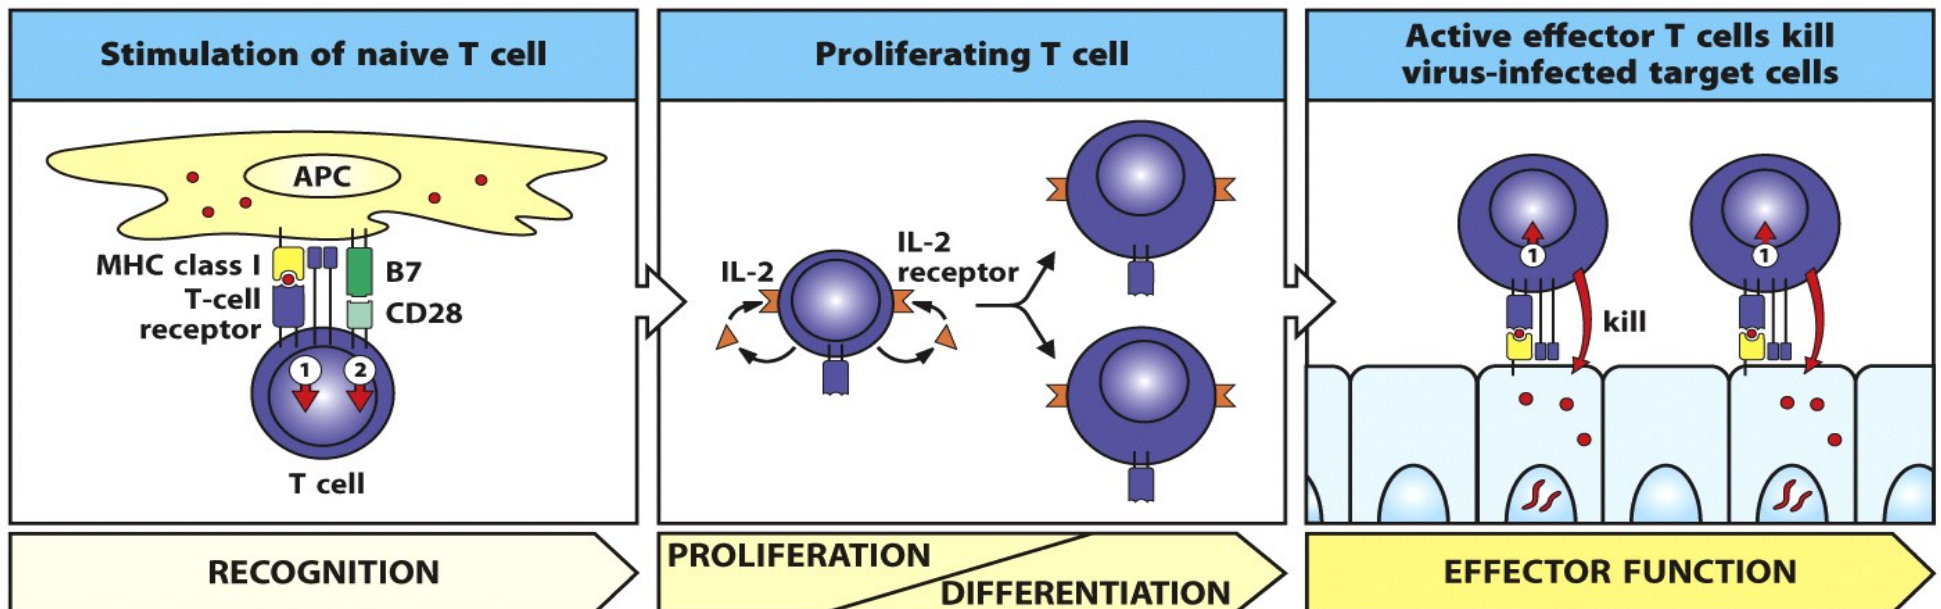 Stimulation of naive T cell
APC
MHC class I
T-cell
receptor
B7
CD28
1
2
T cell
RECOGNITION
Proliferating T cell
IL-2
IL-2
receptor
PROLIFERATION
DIFFERENTIATION
Active effector T cells kill
virus-infected target cells
1
1
kill
EFFECTOR FUNCTION